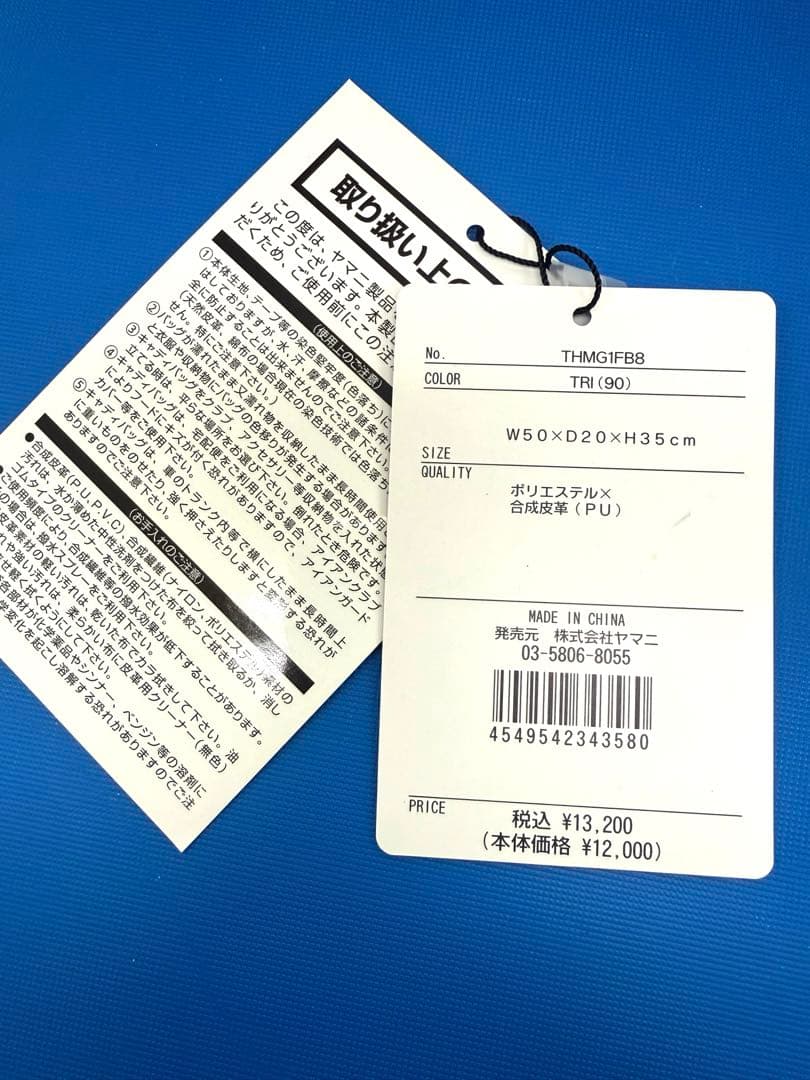 取り扱い上の
この度は、ヤマニ製品
りがとうございます。本製
だくため、ご使用前にこの注
(使用上のご注意)
①本体生地、テープ等の染色堅牢度(色落ち)に
はしておりますが、水、汗、摩擦などの諸条件
全に防止することは出来ませんのでご注意下さい。
(天然皮革、綿布の場合現在の染色技術では色落ち
せん。特にご注意下さい。)
②バッグが濡れたまま又濡れ物を収納したまま長時間使用
と衣服や収納物にバッグの色移りが発生する場合があります
③キャディバッグをクラブ、アクセサリー等収納物を入れた状態
立てる時は、平らな場所をお選び下さい。倒れたとき危険です。
④キャディバッグは、宅配便をご利用になる場合、アイアンクラブ
によりフードにキズが付く恐れがありますので、アイアンガード
カバー等をご使用下さい。
⑤キャディバッグは、車のトランク内等で横にしたまま長時間上
に重いものをのせたり、強く押さえたりしますと変形する恐れが
ありますのでご注意下さい。
(お手入れのご注意)
●合成皮革(P.U、P.V.C)、合成繊維(ナイロン、ポリエステル)素材の
汚れは、水か薄めた中性洗剤をつけた布を絞って拭き取るか、消し
ゴムタイプのクリーナーをご利用下さい。
ご使用頻度により、合成繊維等の撥水効果が低下することがあります。
の場合は、撥水スプレーをご利用下さい。
皮革素材の軽い汚れは、乾いた布でカラ拭きして下さい。油
れや強い汚れは、柔らかい布に皮革用クリーナー(無色)
せ軽く拭くようにして下さい。
各部材が化学薬品やシンナー、ベンジン等の溶剤に
学変化を起こし溶解する恐れがありますのでご注
No. THMG1FB8
COLOR TRI(90)
SIZE W50×D20×H35cm
QUALITY
ポリエステル×
合成皮革(PU)
MADE IN CHINA
発売元 株式会社ヤマニ
03-5806-8055
4549542343580
PRICE 税込 ¥13,200
(本体価格 ¥12,000)